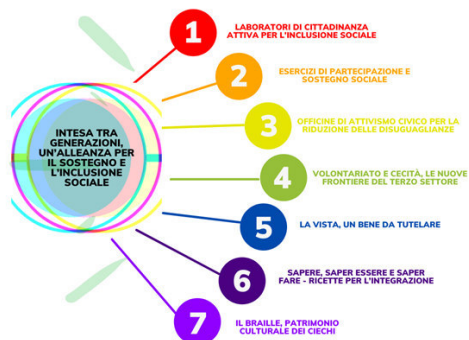 INTESA TRA
GENERAZIONI,
UN'ALLEANZA PER
IL SOSTEGNO E
L'INCLUSIONE
SOCIALE
1
LABORATORI DI CITTADINANZA
ATTIVA PER L'INCLUSIONE SOCIALE
2
ESERCIZI DI PARTECIPAZIONE E
SOSTEGNO SOCIALE
3
OFFICINE DI ATTIVISMO CIVICO PER LA
RIDUZIONE DELLE DISUGUAGLIANZE
4
VOLONTARIATO E CECITÀ, LE NUOVE
FRONTIERE DEL TERZO SETTORE
5
LA VISTA, UN BENE DA TUTELARE
6
SAPERE, SAPER ESSERE E SAPER
FARE - RICETTE PER L'INTEGRAZIONE
7
IL BRAILLE, PATRIMONIO
CULTURALE DEI CIECHI